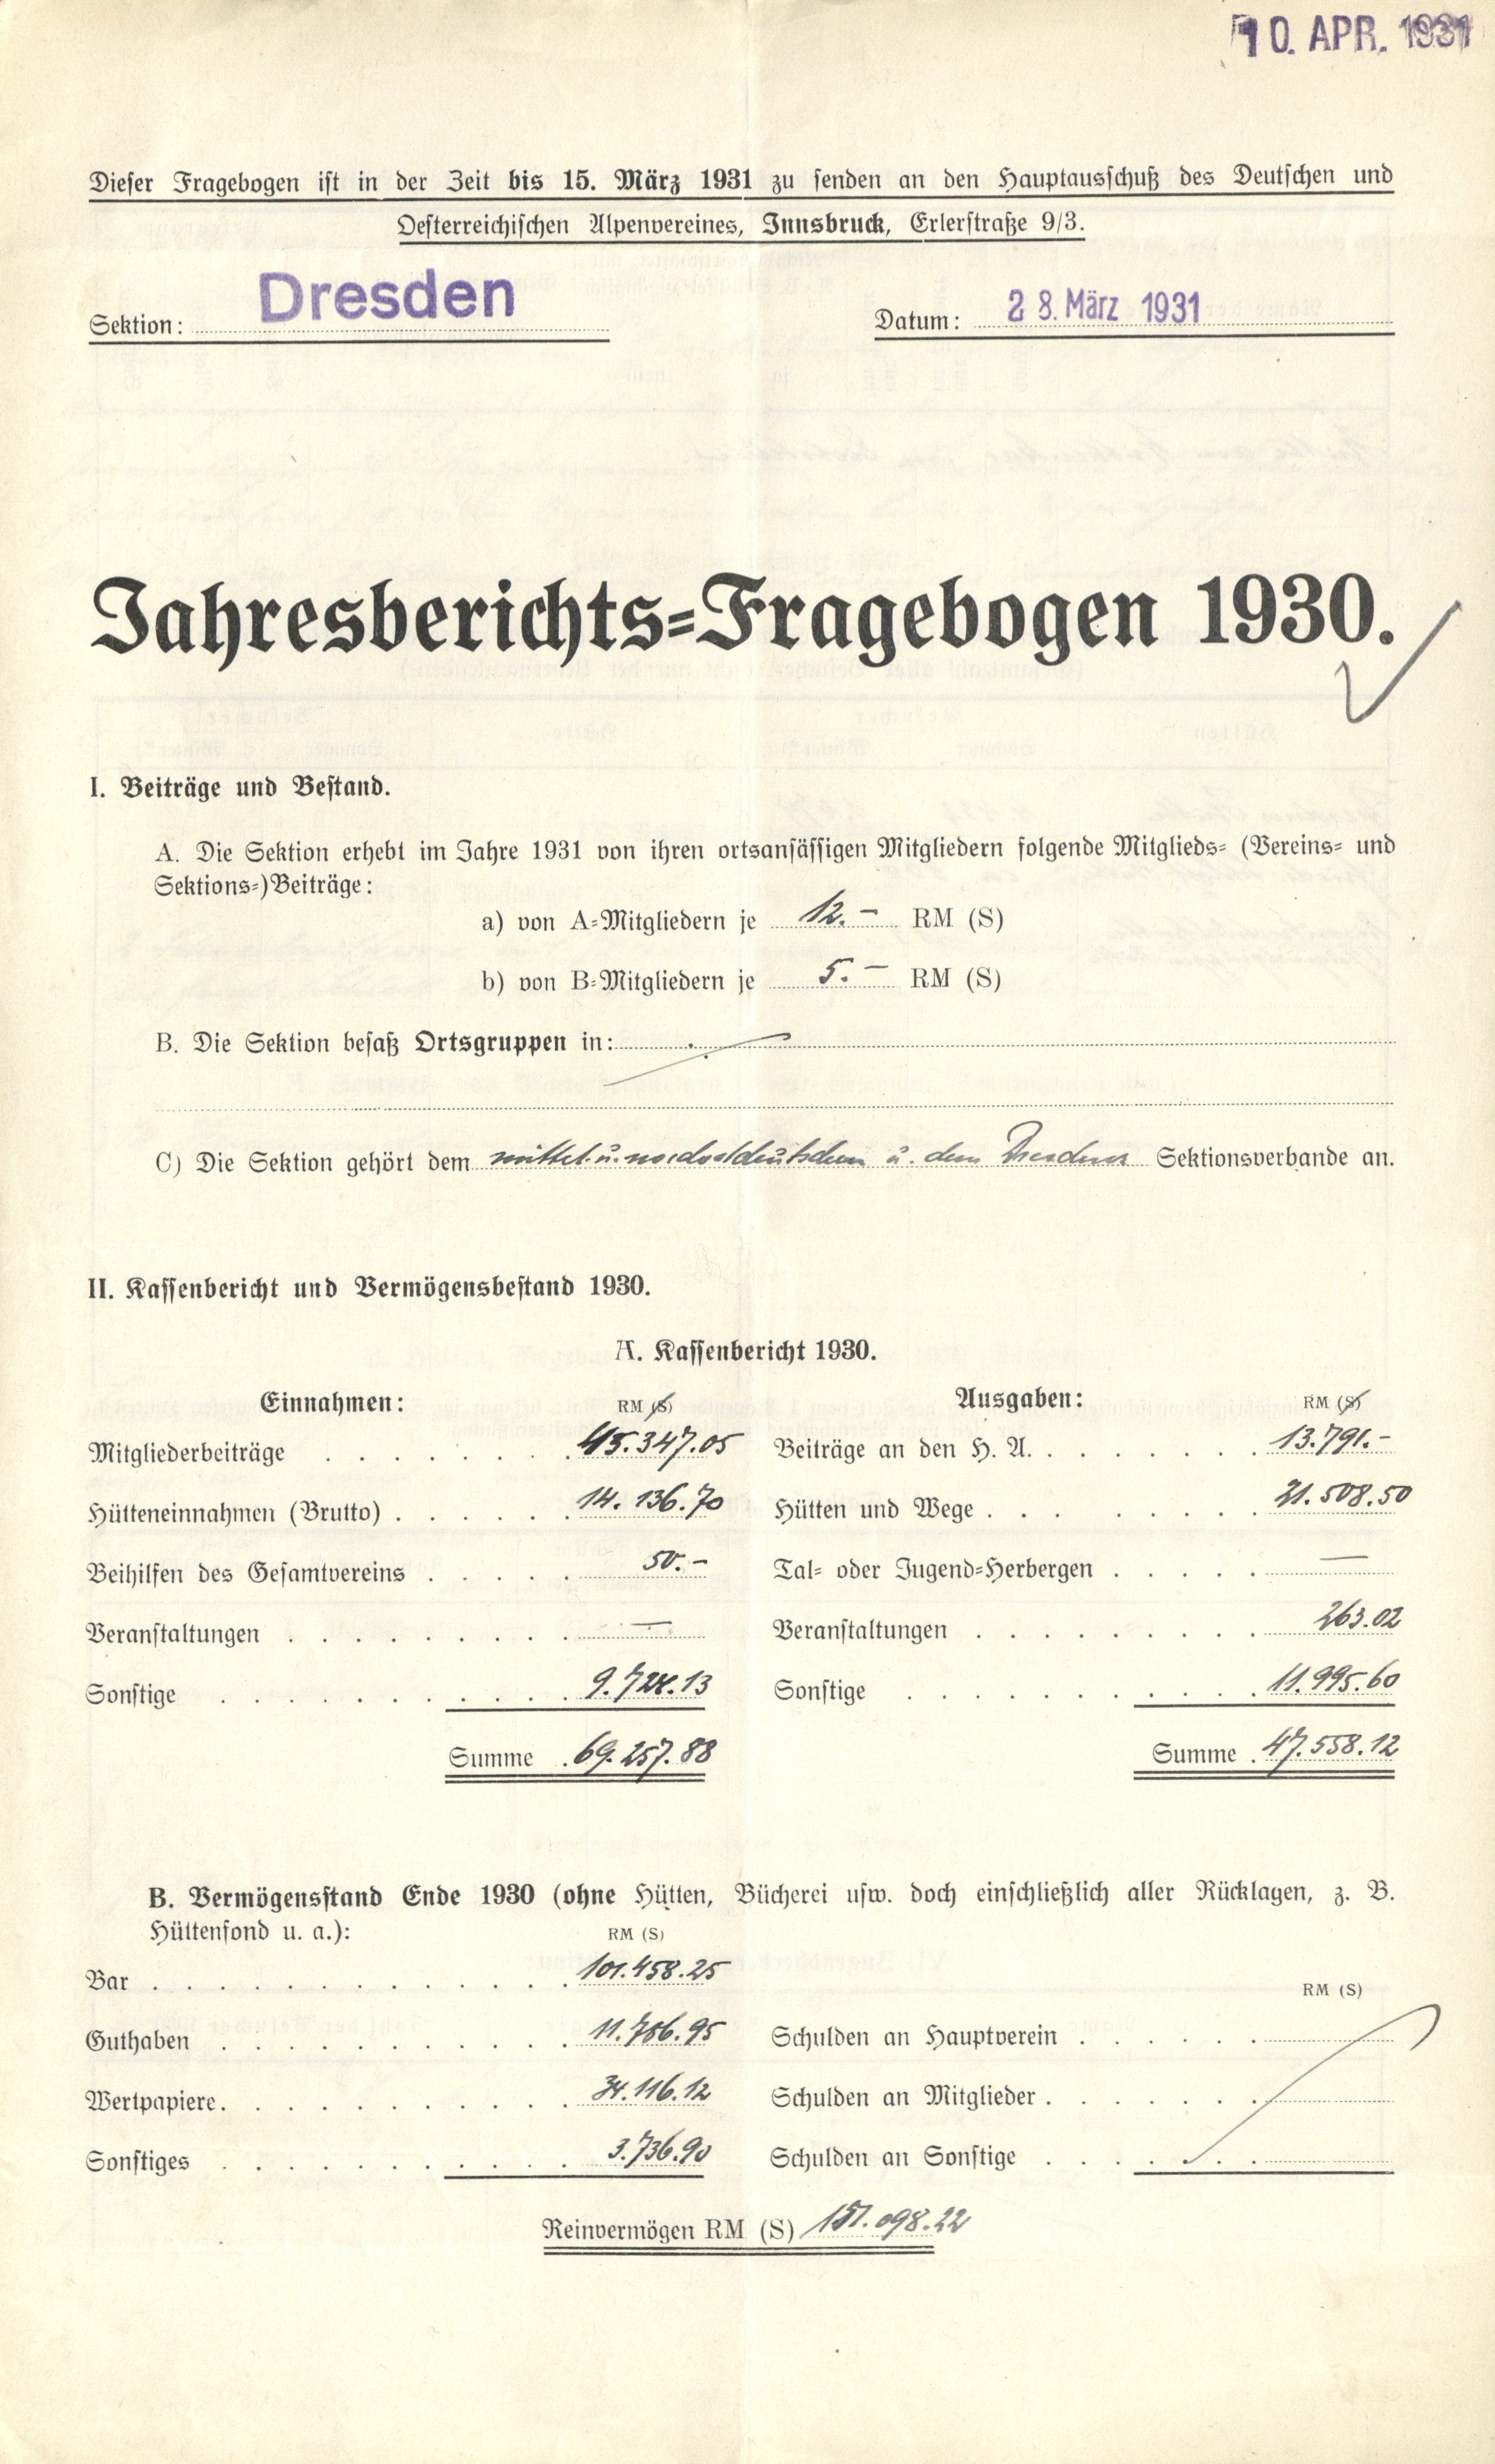 10. APR. 1931
Dieser Fragebogen ist in der Zeit bis 15. März 1931 zu senden an den Hauptausschuß des Deutschen und
Oesterreichischen Alpenvereines, Innsbruck, Erlerstraße 9/3.
Sektion: Dresden Datum: 28. März 1931
Jahresberichts=Fragebogen 1930.
I. Beiträge und Bestand.
A. Die Sektion erhebt im Jahre 1931 von ihren ortsansässigen Mitgliedern folgende Mitglieds= (Vereins= und
Sektions=)Beiträge:
a) von A=Mitgliedern je 12.– RM (S)
b) von B=Mitgliedern je 5.– RM (S)
B. Die Sektion besaß Ortsgruppen in:
C) Die Sektion gehört dem mittel u. nordostdeutschen u. dem Dresdner Sektionsverbande an.
II. Kassenbericht und Vermögensbestand 1930.
A. Kassenbericht 1930.
Einnahmen: RM (S) Ausgaben: RM (S)
Mitgliederbeiträge . . . . . . . 45.347.05 Beiträge an den H. A. . . . . . . . 13.791.–
Hütteneinnahmen (Brutto) . . . . . 14.136.70 Hütten und Wege . . . . . . . . 21.508.50
Beihilfen des Gesamtvereins . . . . . 50.– Tal= oder Jugend=Herbergen . . . . . —
Veranstaltungen . . . . . . . . . — Veranstaltungen . . . . . . . . . 263.02
Sonstige . . . . . . . . . . . 9.724.13 Sonstige . . . . . . . . . . . 11.995.60
Summe . 69.257.88 Summe . 47.558.12
B. Vermögensstand Ende 1930 (ohne Hütten, Bücherei usw. doch einschließlich aller Rücklagen, z. B.
Hüttenfond u. a.): RM (S)
Bar . . . . . . . . . . . . . 101.458.25 RM (S)
Guthaben . . . . . . . . . . . 11.786.95 Schulden an Hauptverein . . . . . .
Wertpapiere . . . . . . . . . . . 34.116.12 Schulden an Mitglieder . . . . . . .
Sonstiges . . . . . . . . . . . 3.736.90 Schulden an Sonstige . . . . . . .
Reinvermögen RM (S) 151.098.22